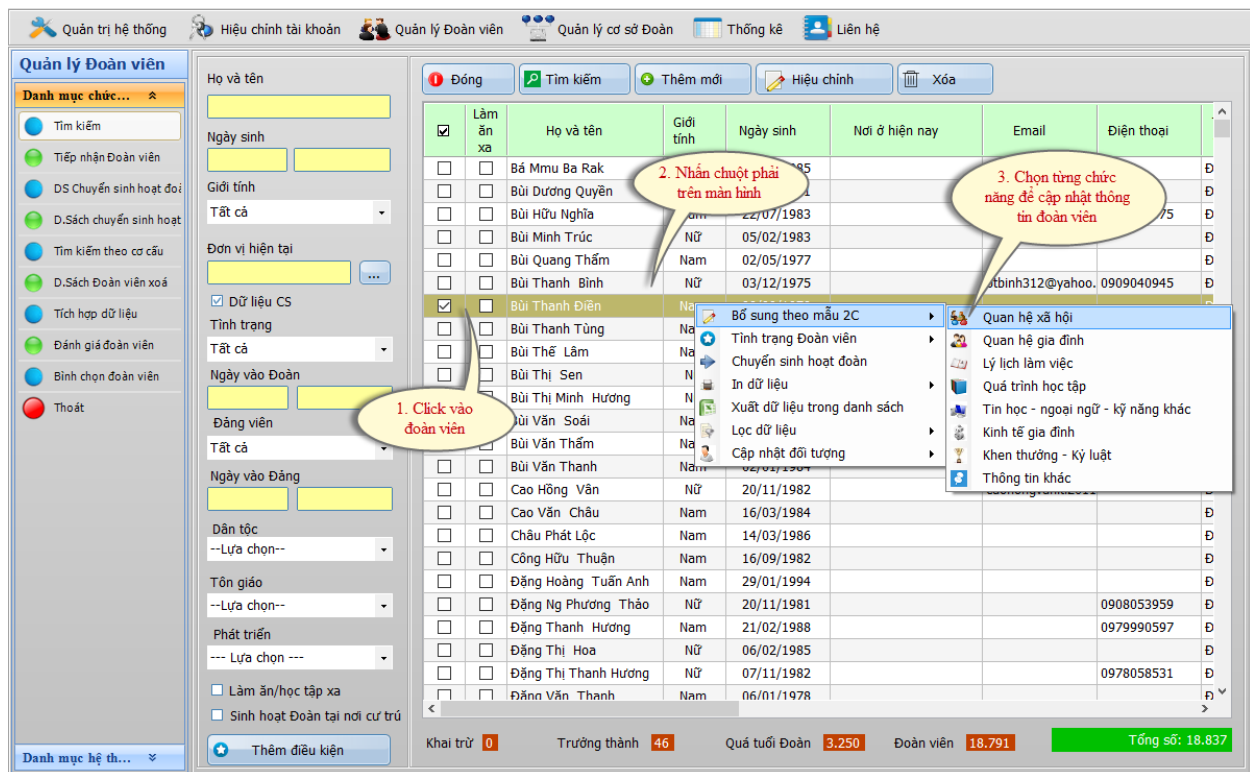 Quản trị hệ thống Hiệu chỉnh tài khoản Quản lý Đoàn viên Quản lý cơ sở Đoàn Thống kê Liên hệ
Quản lý Đoàn viên
Danh mục chức...
Tìm kiếm
Tiếp nhận Đoàn viên
DS Chuyển sinh hoạt
D.Sách chuyển sinh hoạt
Tìm kiếm theo cơ cấu
D.Sách Đoàn viên xoá
Tích hợp dữ liệu
Đánh giá đoàn viên
Bình chọn đoàn viên
Thoát
Danh mục hệ th...
Họ và tên
Ngày sinh
Giới tính
Tất cả
Đơn vị hiện tại
...
Dữ liệu CS
Tình trạng
Tất cả
Ngày vào Đoàn
Đảng viên
Tất cả
Ngày vào Đảng
Dân tộc
--Lựa chọn--
Tôn giáo
--Lựa chọn--
Phát triển
--- Lựa chọn ---
Làm ăn/học tập xa
Sinh hoạt Đoàn tại nơi cư trú
Thêm điều kiện
Đóng Tìm kiếm Thêm mới Hiệu chỉnh Xóa
Làm
ăn
xa
Họ và tên
Giới
tính
Ngày sinh Nơi ở hiện nay Email Điện thoại
Bá Mmu Ba Rak Đ
Bùi Dương Quyền Đ
Bùi Hữu Nghĩa 22/07/1983 75 Đ
Bùi Minh Trúc Nữ 05/02/1983 Đ
Bùi Quang Thẩm Nam 02/05/1977 Đ
Bùi Thanh Bình Nữ 03/12/1975 btbinh312@yahoo. 0909040945 Đ
Bùi Thanh Điền
Bùi Thanh Tùng
Bùi Thế Lâm
Bùi Thị Sen
Bùi Thị Minh Hương
Bùi Văn Soái
Bùi Văn Thẩm
Bùi Văn Thanh Nam 02/01/1984
Cao Hồng Vân Nữ 20/11/1982
Cao Văn Châu Nam 16/03/1984 Đ
Châu Phát Lộc Nam 14/03/1986 Đ
Công Hữu Thuận Nam 16/09/1982 Đ
Đặng Hoàng Tuấn Anh Nam 29/01/1994 Đ
Đặng Ng Phương Thảo Nữ 20/11/1981 0908053959 Đ
Đặng Thanh Hương Nam 21/02/1988 0979990597 Đ
Đặng Thị Hoa Nữ 06/02/1985 Đ
Đặng Thị Thanh Hương Nữ 07/11/1982 0978058531 Đ
Đặng Văn Thanh Nam 06/01/1978 Đ
1. Click vào
đoàn viên
2. Nhấn chuột phải
trên màn hình
3. Chọn từng chức
năng để cập nhật thông
tin đoàn viên
Bổ sung theo mẫu 2C
Tình trạng Đoàn viên
Chuyển sinh hoạt đoàn
In dữ liệu
Xuất dữ liệu trong danh sách
Lọc dữ liệu
Cập nhật đối tượng
Quan hệ xã hội
Quan hệ gia đình
Lý lịch làm việc
Quá trình học tập
Tin học - ngoại ngữ - kỹ năng khác
Kinh tế gia đình
Khen thưởng - Kỷ luật
Thông tin khác
Khai trừ 0 Trưởng thành 46 Quá tuổi Đoàn 3.250 Đoàn viên 18.791 Tổng số: 18.837